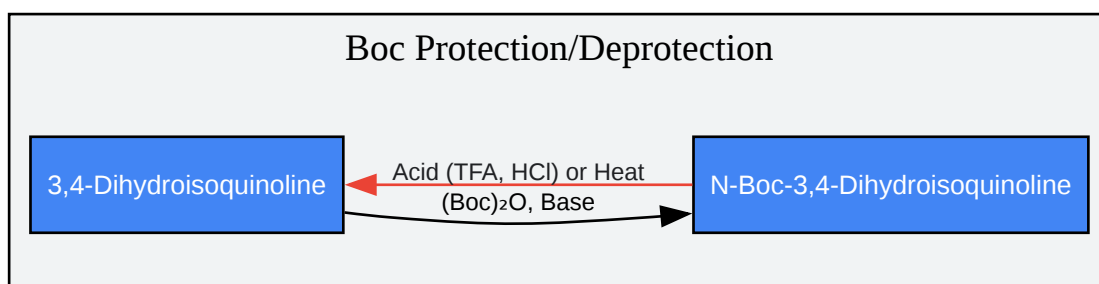 Boc Protection/Deprotection
3,4-Dihydroisoquinoline
Acid (TFA, HCl) or Heat
(Boc)₂O, Base
N-Boc-3,4-Dihydroisoquinoline